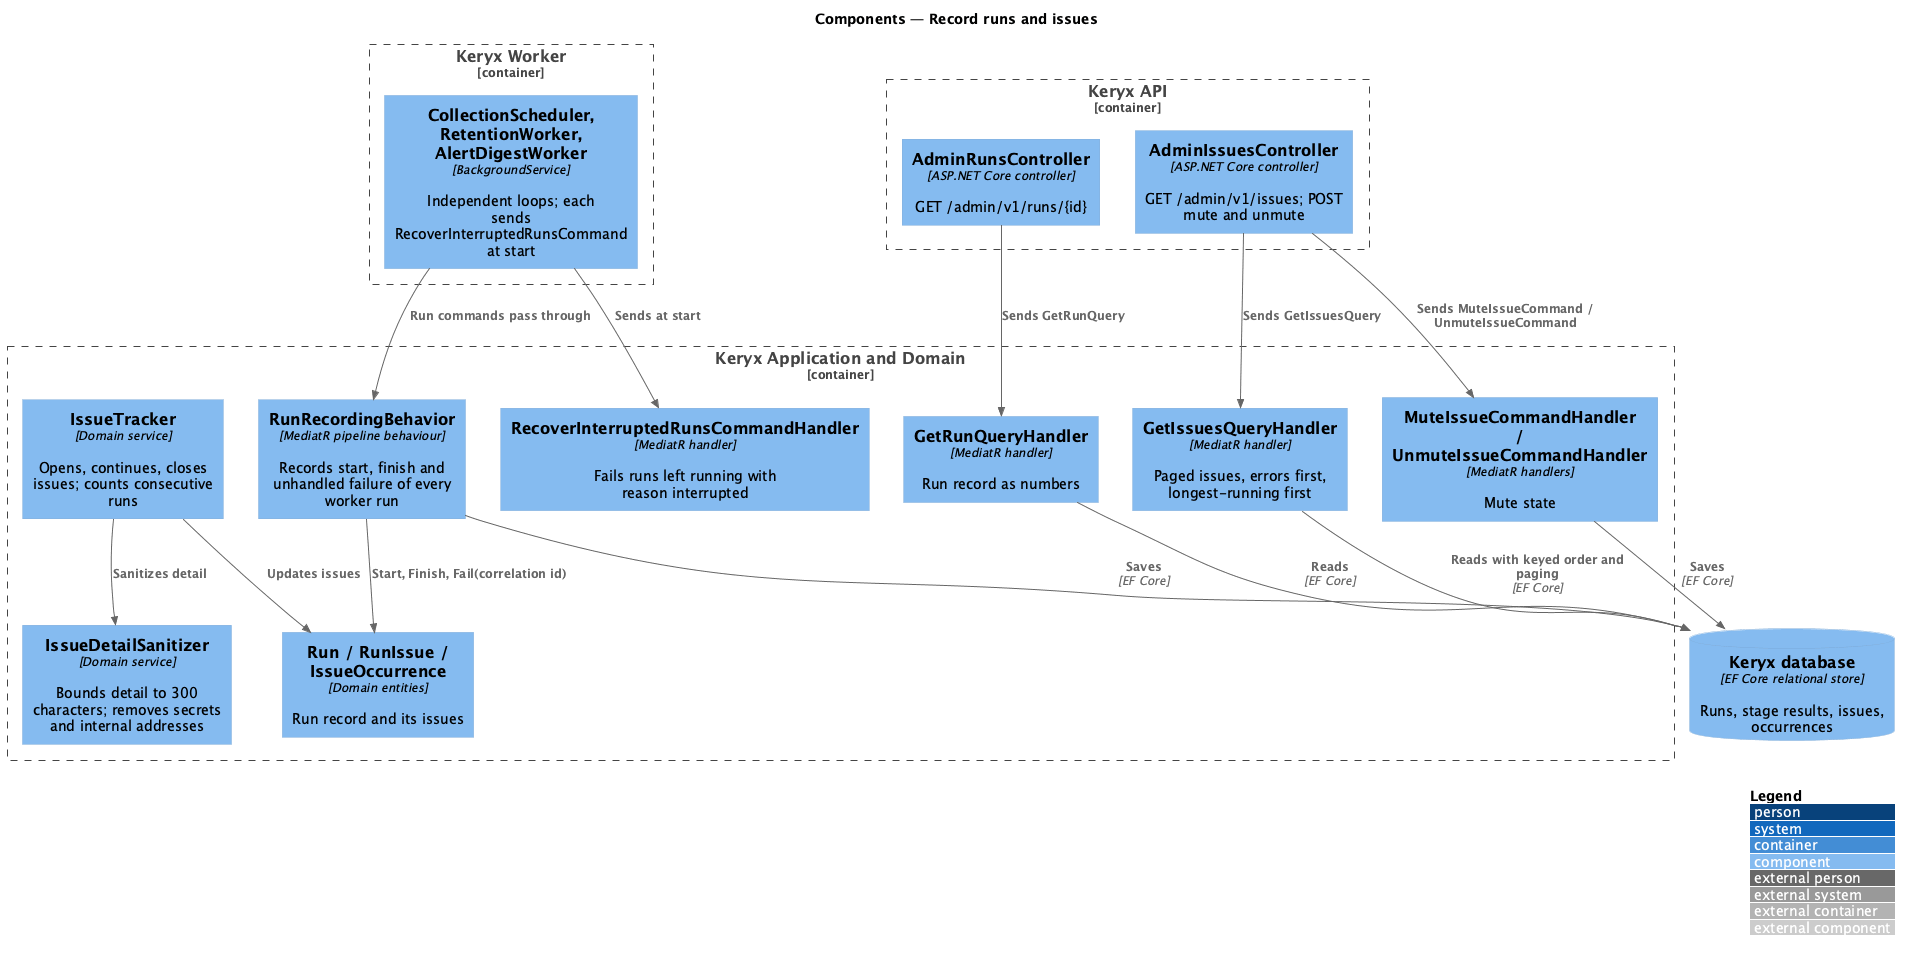 Components — Record runs and issues
Keryx Worker
[container]
CollectionScheduler,
RetentionWorker,
AlertDigestWorker
[BackgroundService]
Independent loops; each
sends
RecoverInterruptedRunsCommand
at start
Keryx API
[container]
AdminRunsController
[ASP.NET Core controller]
GET /admin/v1/runs/{id}
AdminIssuesController
[ASP.NET Core controller]
GET /admin/v1/issues; POST
mute and unmute
Run commands pass through
Sends at start
Sends GetRunQuery
Sends GetIssuesQuery
Sends MuteIssueCommand /
UnmuteIssueCommand
Keryx Application and Domain
[container]
IssueTracker
[Domain service]
Opens, continues, closes
issues; counts consecutive
runs
RunRecordingBehavior
[MediatR pipeline behaviour]
Records start, finish and
unhandled failure of every
worker run
RecoverInterruptedRunsCommandHandler
[MediatR handler]
Fails runs left running with
reason interrupted
GetRunQueryHandler
[MediatR handler]
Run record as numbers
GetIssuesQueryHandler
[MediatR handler]
Paged issues, errors first,
longest-running first
MuteIssueCommandHandler
/
UnmuteIssueCommandHandler
[MediatR handlers]
Mute state
Sanitizes detail
Updates issues
Start, Finish, Fail(correlation id)
Saves
[EF Core]
Reads
[EF Core]
Reads with keyed order and
paging
[EF Core]
Saves
[EF Core]
IssueDetailSanitizer
[Domain service]
Bounds detail to 300
characters; removes secrets
and internal addresses
Run / RunIssue /
IssueOccurrence
[Domain entities]
Run record and its issues
Keryx database
[EF Core relational store]
Runs, stage results, issues,
occurrences
Legend
person
system
container
component
external person
external system
external container
external component